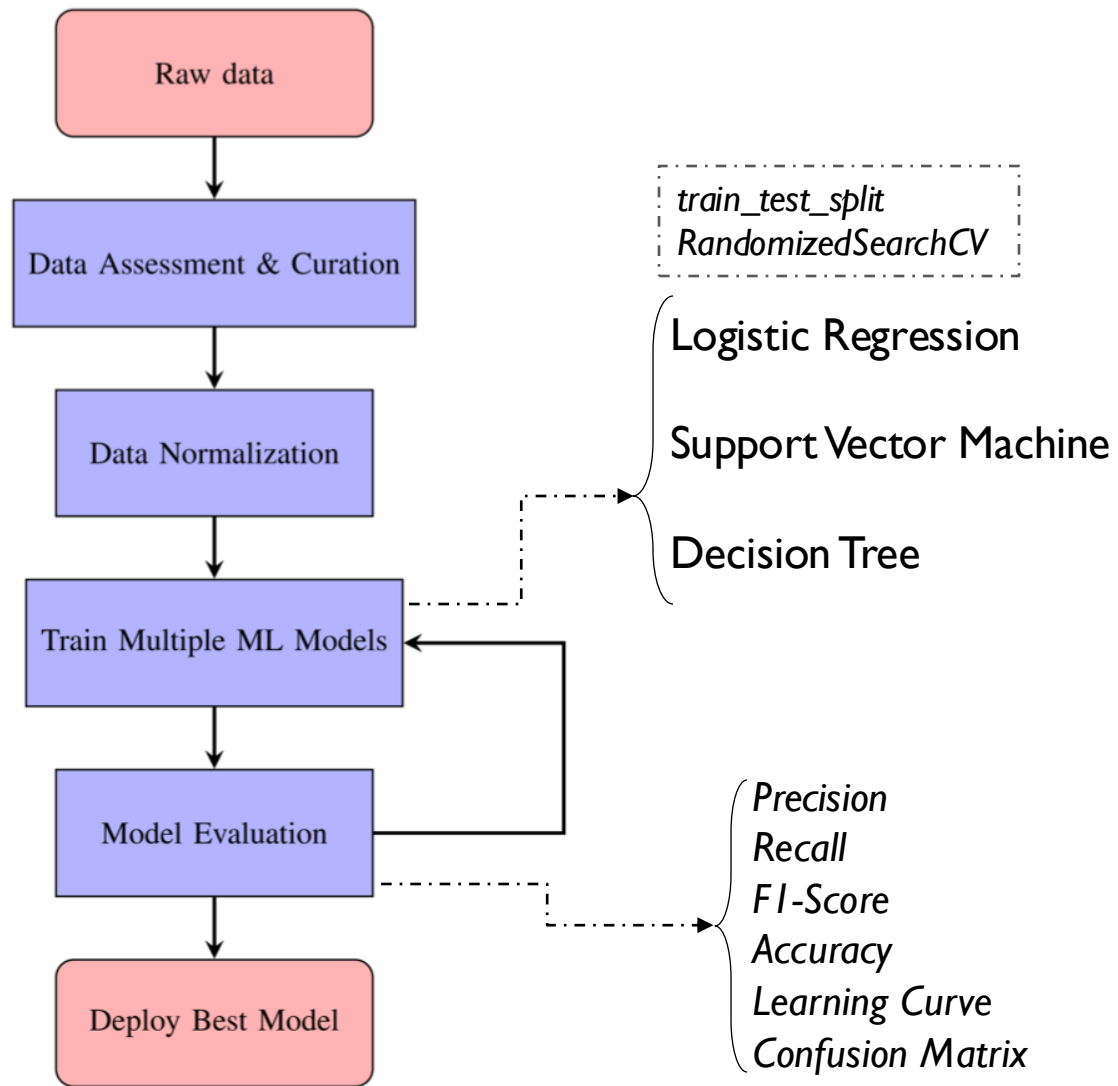 Raw data
Data Assessment & Curation
Data Normalization
Train Multiple ML Models
Model Evaluation
Deploy Best Model
train_test_split
RandomizedSearchCV
Logistic Regression
Support Vector Machine
Decision Tree
Precision
Recall
F1-Score
Accuracy
Learning Curve
Confusion Matrix